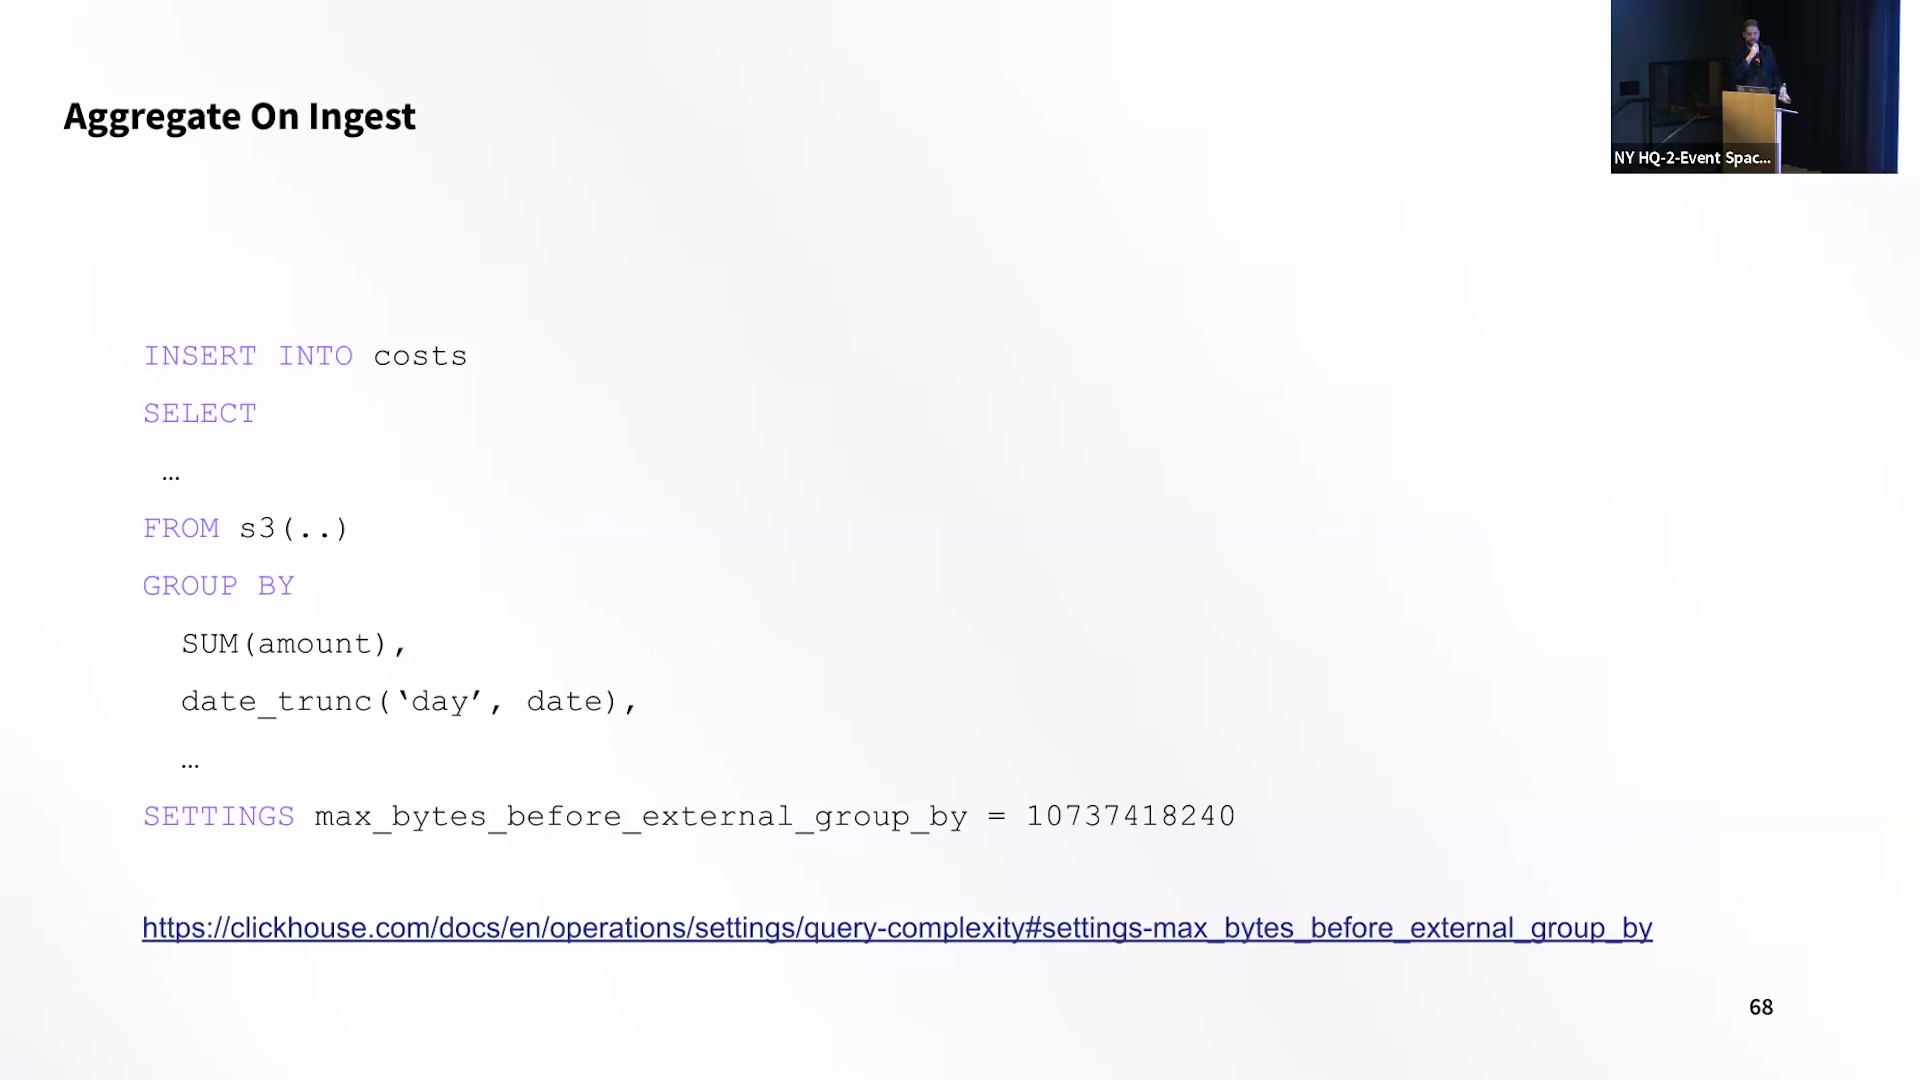 Aggregate On Ingest
NY HQ-2-Event Spac...
INSERT INTO costs
SELECT
…
FROM s3(..)
GROUP BY
SUM(amount),
date_trunc(‘day’, date),
…
SETTINGS max_bytes_before_external_group_by = 10737418240
https://clickhouse.com/docs/en/operations/settings/query-complexity#settings-max_bytes_before_external_group_by
68